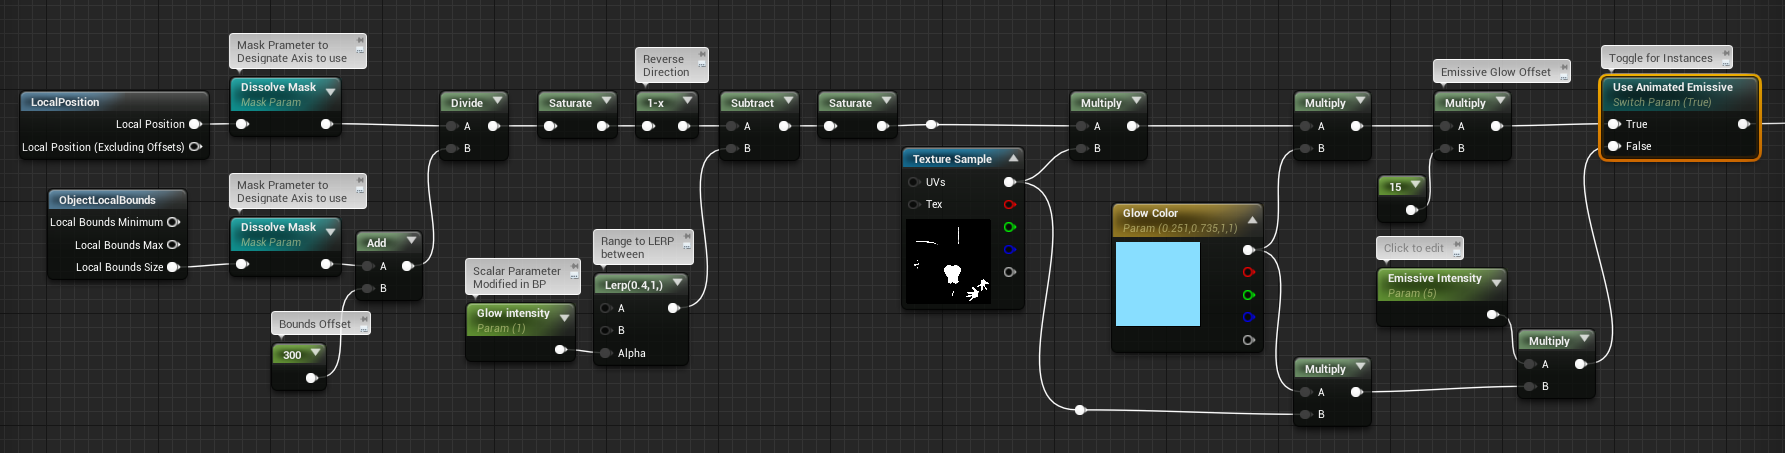 Mask Prameter to
Designate Axis to use
LocalPosition
Local Position
Local Position (Excluding Offsets)
Dissolve Mask
Mask Param
ObjectLocalBounds
Local Bounds Minimum
Local Bounds Max
Local Bounds Size
Mask Prameter to
Designate Axis to use
Dissolve Mask
Mask Param
Add
A
B
Bounds Offset
300
Divide
A
B
Saturate
Reverse
Direction
1-x
Scalar Parameter
Modified in BP
Glow intensity
Param (1)
Range to LERP
between
Lerp(0.4,1,)
A
B
Alpha
Subtract
A
B
Saturate
Texture Sample
UVs
Tex
Multiply
A
B
Glow Color
Param (0.251,0.735,1,1)
Multiply
A
B
Multiply
A
B
Emissive Glow Offset
Multiply
A
B
15
Click to edit
Emissive Intensity
Param (5)
Multiply
A
B
Toggle for Instances
Use Animated Emissive
Switch Param (True)
True
False